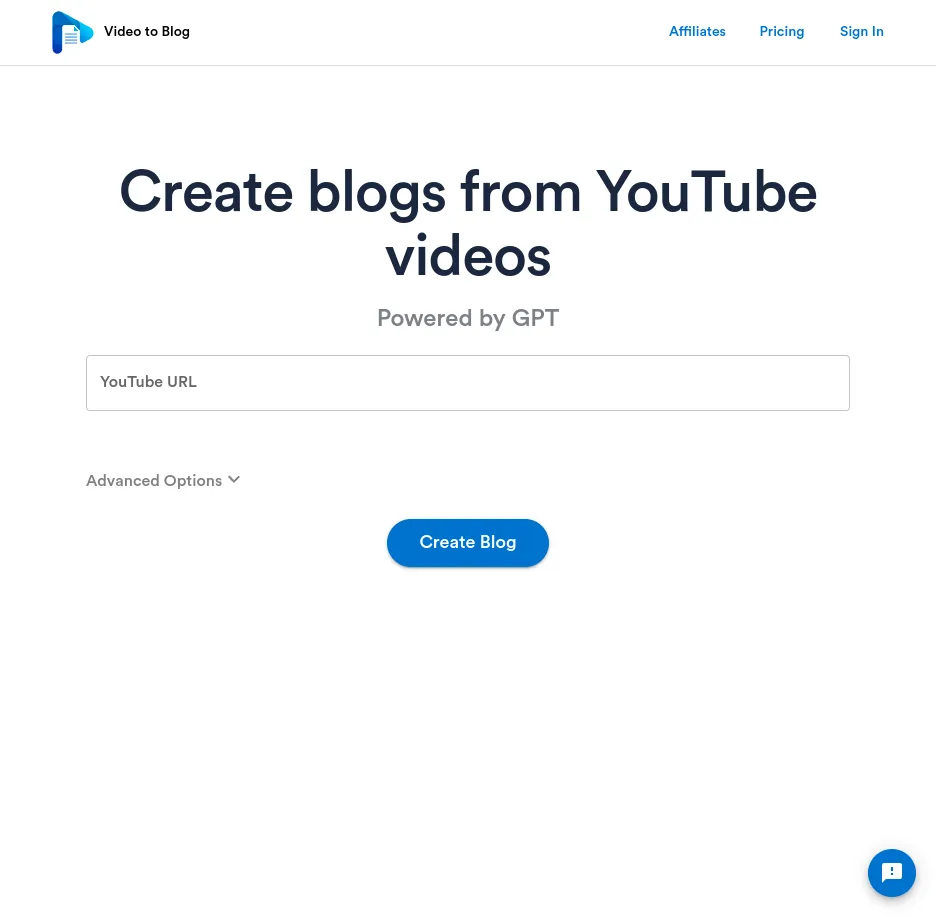 Video to Blog
Affiliates
Pricing
Sign In
Create blogs from YouTube
videos
Powered by GPT
YouTube URL
Advanced Options
Create Blog